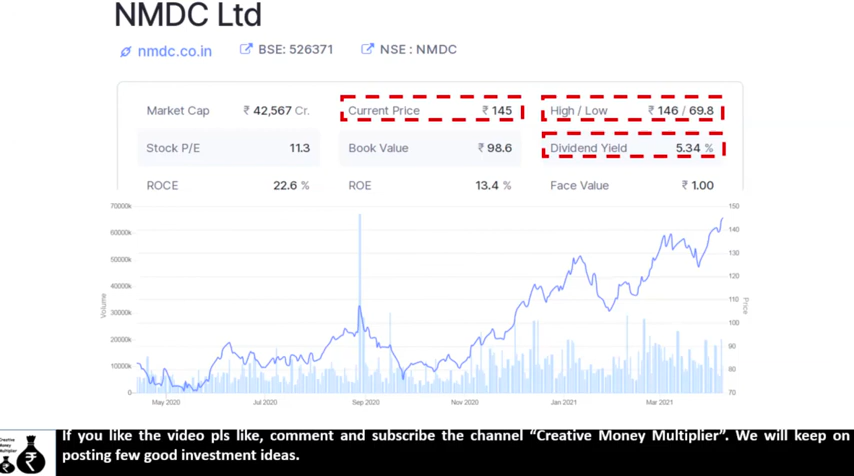 NMDC Ltd
nmdc.co.in BSE: 526371 NSE : NMDC
Market Cap ₹ 42,567 Cr. Current Price ₹ 145 High / Low ₹ 146 / 69.8
Stock P/E 11.3 Book Value ₹ 98.6 Dividend Yield 5.34 %
ROCE 22.6 % ROE 13.4 % Face Value ₹ 1.00
70000k 150
60000k 140
50000k 130
120
40000k
Volume 30000k 110 Price
20000k 100
90
10000k 80
0k 70
May 2020 Jul 2020 Sep 2020 Nov 2020 Jan 2021 Mar 2021
Creative
Money
Multiplier
₹
₹
If you like the video pls like, comment and subscribe the channel “Creative Money Multiplier”. We will keep on
posting few good investment ideas.